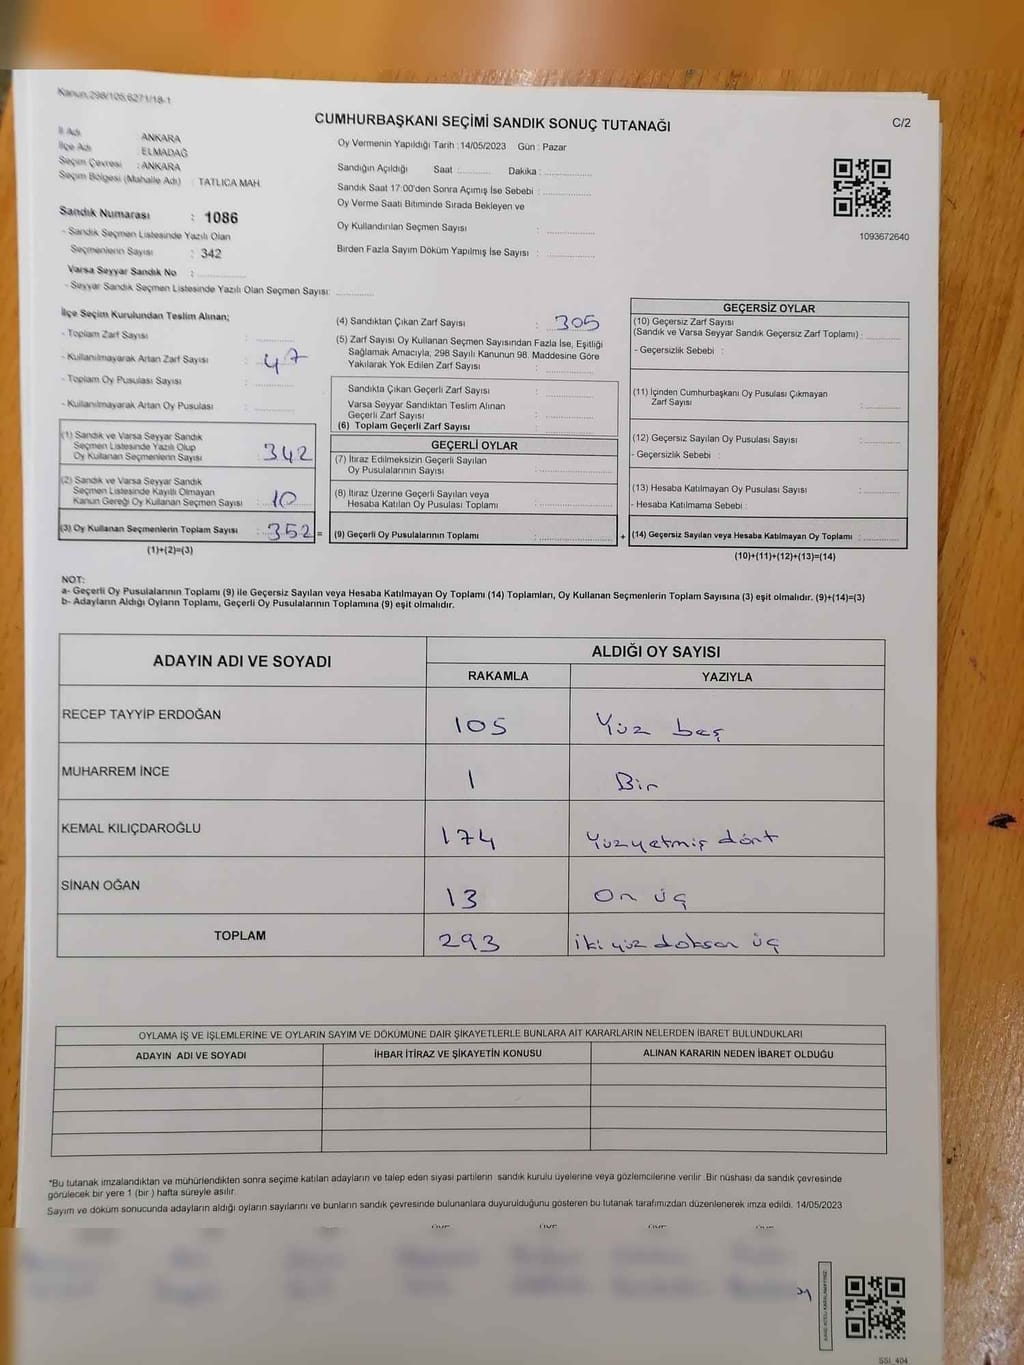 Kanun,298/105,6271/18-1
CUMHURBAŞKANI SEÇİMİ SANDIK SONUÇ TUTANAĞI
C/2
İl Adı : ANKARA
İlçe Adı : ELMADAĞ
Seçim Çevresi : ANKARA
Seçim Bölgesi (Mahalle Adı) : TATLICA MAH.
Sandık Numarası : 1086
- Sandık Seçmen Listesinde Yazılı Olan
Seçmenlerin Sayısı : 342
Varsa Seyyar Sandık No : ............
- Seyyar Sandık Seçmen Listesinde Yazılı Olan Seçmen Sayısı: ............
Oy Vermenin Yapıldığı Tarih : 14/05/2023 Gün : Pazar
Sandığın Açıldığı Saat : ........... Dakika : ..............
Sandık Saat 17:00'den Sonra Açımış İse Sebebi : ..............
Oy Verme Saati Bitiminde Sırada Bekleyen ve
Oy Kullandırılan Seçmen Sayısı : ..............
Birden Fazla Sayım Döküm Yapılmış İse Sayısı : ..............
1093672640
İlçe Seçim Kurulundan Teslim Alınan;
- Toplam Zarf Sayısı : ............
- Kullanılmayarak Artan Zarf Sayısı : 47
- Toplam Oy Pusulası Sayısı : ............
- Kullanılmayarak Artan Oy Pusulası : ............
(1) Sandık ve Varsa Seyyar Sandık
Seçmen Listesinde Yazılı Olup
Oy Kullanan Seçmenlerin Sayısı : 342
(2) Sandık ve Varsa Seyyar Sandık
Seçmen Listesinde Kayıtlı Olmayan
Kanun Gereği Oy Kullanan Seçmen Sayısı : 10
(3) Oy Kullanan Seçmenlerin Toplam Sayısı : 352 =
(1)+(2)=(3)
(4) Sandıktan Çıkan Zarf Sayısı : 305
(5) Zarf Sayısı Oy Kullanan Seçmen Sayısından Fazla İse, Eşitliği
Sağlamak Amacıyla, 298 Sayılı Kanunun 98. Maddesine Göre
Yakılarak Yok Edilen Zarf Sayısı : ..............
Sandıkta Çıkan Geçerli Zarf Sayısı : ..............
Varsa Seyyar Sandıktan Teslim Alınan
Geçerli Zarf Sayısı : ..............
(6) Toplam Geçerli Zarf Sayısı : ..............
GEÇERLİ OYLAR
(7) İtiraz Edilmeksizin Geçerli Sayılan
Oy Pusulalarının Sayısı : ..............
(8) İtiraz Üzerine Geçerli Sayılan veya
Hesaba Katılan Oy Pusulası Toplamı : ..............
(9) Geçerli Oy Pusulalarının Toplamı : .............. +
GEÇERSİZ OYLAR
(10) Geçersiz Zarf Sayısı
(Sandık ve Varsa Seyyar Sandık Geçersiz Zarf Toplamı) : ..........
- Geçersizlik Sebebi :
(11) İçinden Cumhurbaşkanı Oy Pusulası Çıkmayan
Zarf Sayısı : ..........
(12) Geçersiz Sayılan Oy Pusulası Sayısı : ..........
- Geçersizlik Sebebi :
(13) Hesaba Katılmayan Oy Pusulası Sayısı : ..........
- Hesaba Katılmama Sebebi :
(14) Geçersiz Sayılan veya Hesaba Katılmayan Oy Toplamı : ..........
(10)+(11)+(12)+(13)=(14)
NOT:
a- Geçerli Oy Pusulalarının Toplamı (9) ile Geçersiz Sayılan veya Hesaba Katılmayan Oy Toplamı (14) Toplamları, Oy Kullanan Seçmenlerin Toplam Sayısına (3) eşit olmalıdır. (9)+(14)=(3)
b- Adayların Aldığı Oyların Toplamı, Geçerli Oy Pusulalarının Toplamına (9) eşit olmalıdır.
ADAYIN ADI VE SOYADI
ALDIĞI OY SAYISI
RAKAMLA YAZIYLA
RECEP TAYYİP ERDOĞAN 105 Yüz beş
MUHARREM İNCE 1 Bir
KEMAL KILIÇDAROĞLU 174 Yüzyetmiş dört
SİNAN OĞAN 13 On üç
TOPLAM 293 iki yüz doksan üç
OYLAMA İŞ VE İŞLEMLERİNE VE OYLARIN SAYIM VE DÖKÜMÜNE DAİR ŞİKAYETLERLE BUNLARA AİT KARARLARIN NELERDEN İBARET BULUNDUKLARI
ADAYIN ADI VE SOYADI İHBAR İTİRAZ VE ŞİKAYETİN KONUSU ALINAN KARARIN NEDEN İBARET OLDUĞU
*Bu tutanak imzalandıktan ve mühürlendikten sonra seçime katılan adayların ve talep eden siyasi partilerin sandık kurulu üyelerine veya gözlemcilerine verilir. Bir nüshası da sandık çevresinde
görülecek bir yere 1 (bir ) hafta süreyle asılır.
Sayım ve döküm sonucunda adayların aldığı oyların sayılarını ve bunların sandık çevresinde bulunanlara duyurulduğunu gösteren bu tutanak tarafımızdan düzenlenerek imza edildi. 14/05/2023
SSI_404